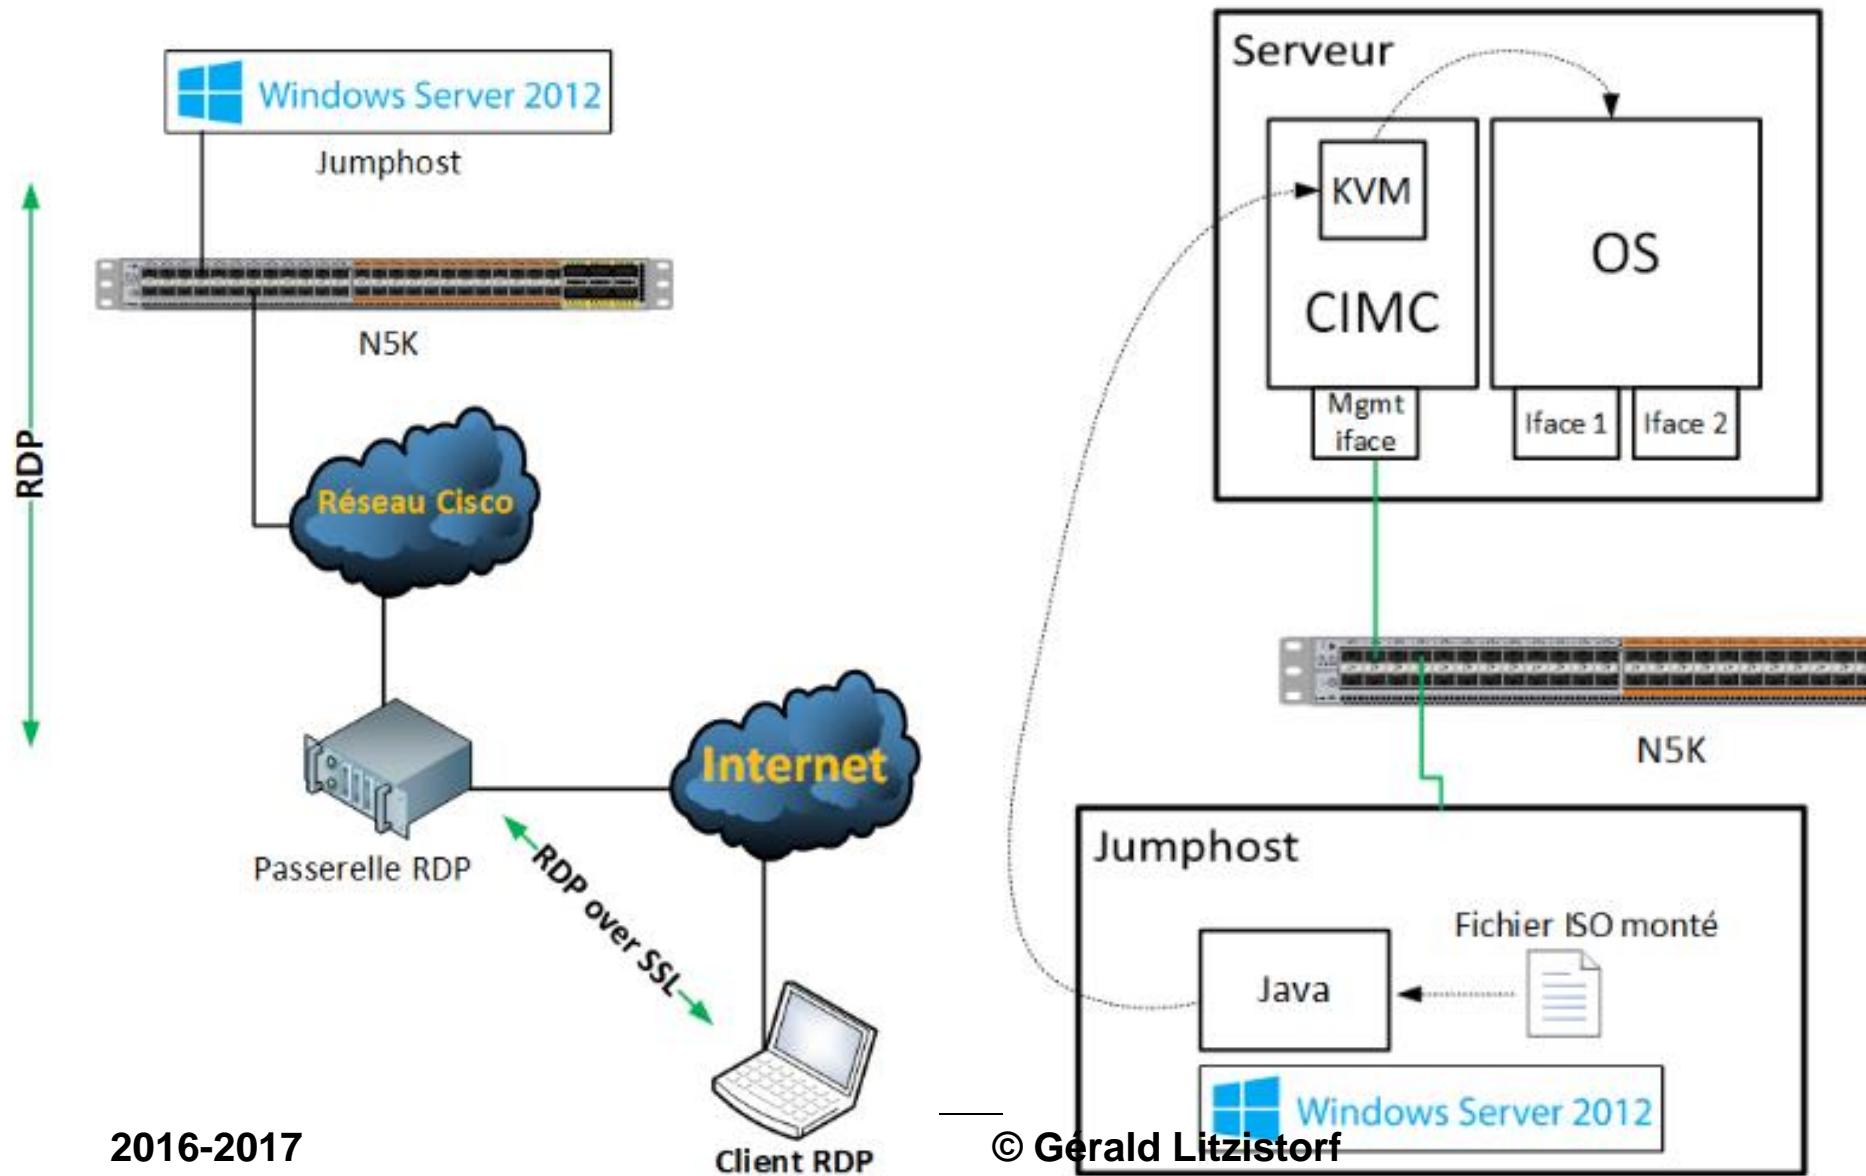 Windows Server 2012
Jumphost
N5K
RDP
Réseau Cisco
Internet
Passerelle RDP
RDP over SSL
Client RDP
Serveur
KVM
CIMC
OS
Mgmt
iface
Iface 1
Iface 2
N5K
Jumphost
Fichier ISO monté
Java
Windows Server 2012
2016-2017
© Gérald Litzistorf